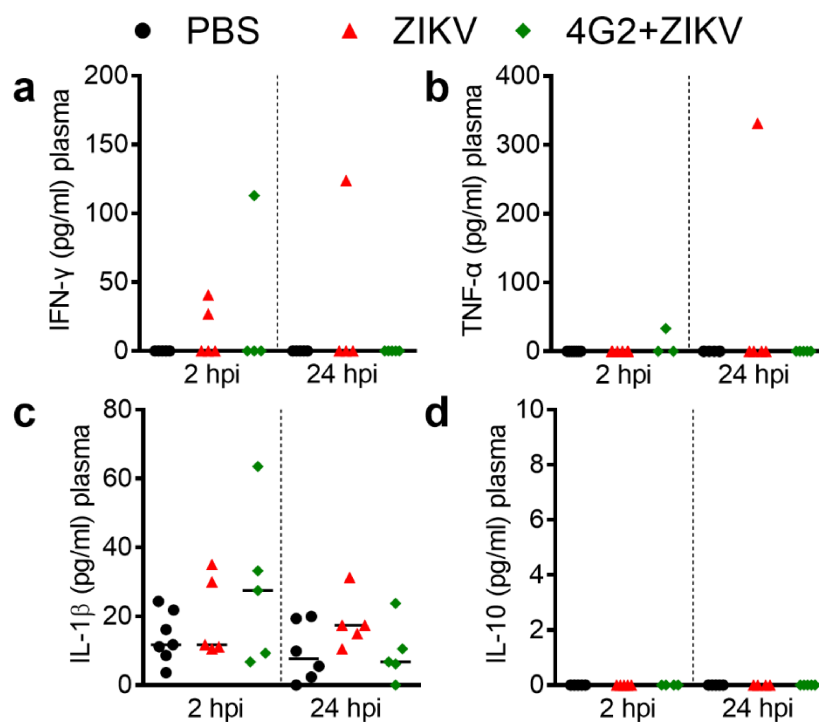 PBS ZIKV 4G2+ZIKV
a
IFN-γ (pg/ml) plasma
200
150
100
50
0
2 hpi 24 hpi
b
TNF-α (pg/ml) plasma
400
300
200
100
0
2 hpi 24 hpi
c
IL-1β (pg/ml) plasma
80
60
40
20
0
2 hpi 24 hpi
d
IL-10 (pg/ml) plasma
10
8
6
4
2
0
2 hpi 24 hpi